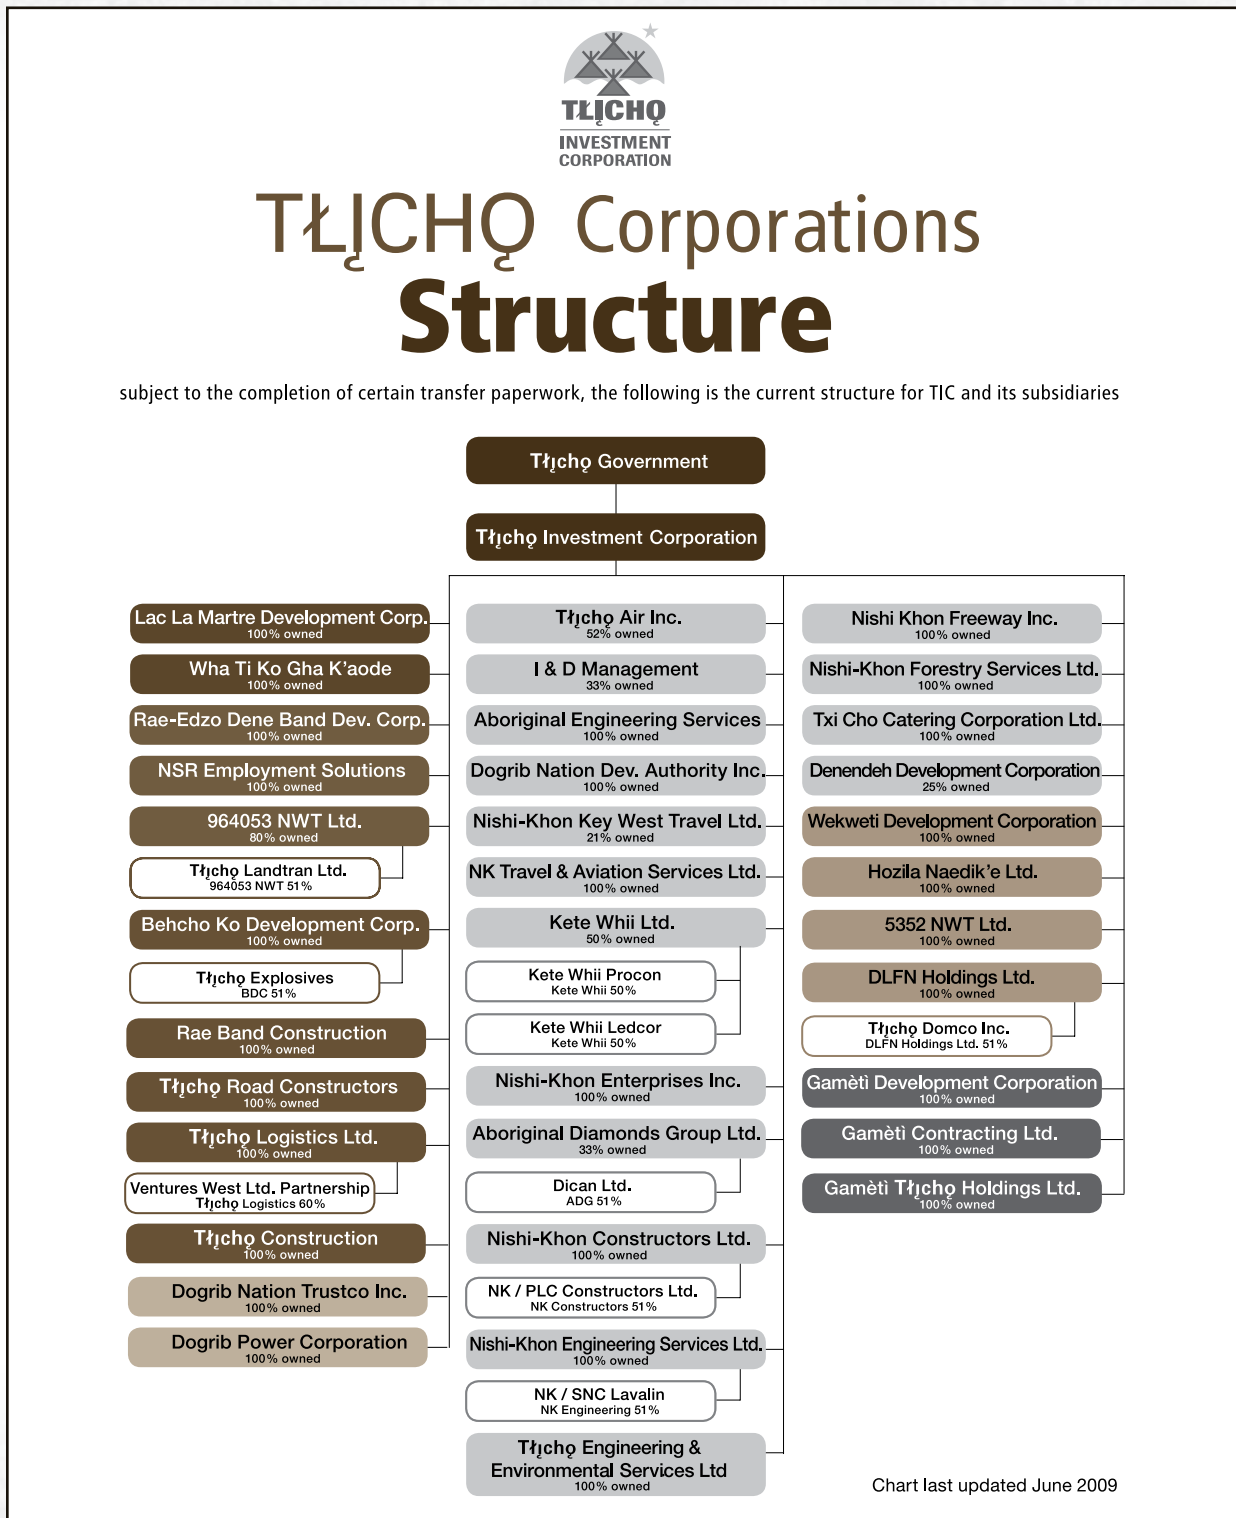 TŁĮCHǪ
INVESTMENT
CORPORATION
TŁĮCHǪ Corporations
Structure
subject to the completion of certain transfer paperwork, the following is the current structure for TIC and its subsidiaries
Tłįchǫ Government
Tłįchǫ Investment Corporation
Lac La Martre Development Corp.
100% owned
Wha Ti Ko Gha K’aode
100% owned
Rae-Edzo Dene Band Dev. Corp.
100% owned
NSR Employment Solutions
100% owned
964053 NWT Ltd.
80% owned
Tłįchǫ Landtran Ltd.
964053 NWT 51%
Behcho Ko Development Corp.
100% owned
Tłįchǫ Explosives
BDC 51%
Rae Band Construction
100% owned
Tłįchǫ Road Constructors
100% owned
Tłįchǫ Logistics Ltd.
100% owned
Ventures West Ltd. Partnership
Tłįchǫ Logistics 60%
Tłįchǫ Construction
100% owned
Dogrib Nation Trustco Inc.
100% owned
Dogrib Power Corporation
100% owned
Tłįchǫ Air Inc.
52% owned
I & D Management
33% owned
Aboriginal Engineering Services
100% owned
Dogrib Nation Dev. Authority Inc.
100% owned
Nishi-Khon Key West Travel Ltd.
21% owned
NK Travel & Aviation Services Ltd.
100% owned
Kete Whii Ltd.
50% owned
Kete Whii Procon
Kete Whii 50%
Kete Whii Ledcor
Kete Whii 50%
Nishi-Khon Enterprises Inc.
100% owned
Aboriginal Diamonds Group Ltd.
33% owned
Dican Ltd.
ADG 51%
Nishi-Khon Constructors Ltd.
100% owned
NK / PLC Constructors Ltd.
NK Constructors 51%
Nishi-Khon Engineering Services Ltd.
100% owned
NK / SNC Lavalin
NK Engineering 51%
Tłįchǫ Engineering &
Environmental Services Ltd
100% owned
Nishi Khon Freeway Inc.
100% owned
Nishi-Khon Forestry Services Ltd.
100% owned
Txi Cho Catering Corporation Ltd.
100% owned
Denendeh Development Corporation
25% owned
Wekweti Development Corporation
100% owned
Hozila Naedik’e Ltd.
100% owned
5352 NWT Ltd.
100% owned
DLFN Holdings Ltd.
100% owned
Tłįchǫ Domco Inc.
DLFN Holdings Ltd. 51%
Gamètì Development Corporation
100% owned
Gamètì Contracting Ltd.
100% owned
Gamètì Tłįchǫ Holdings Ltd.
100% owned
Chart last updated June 2009